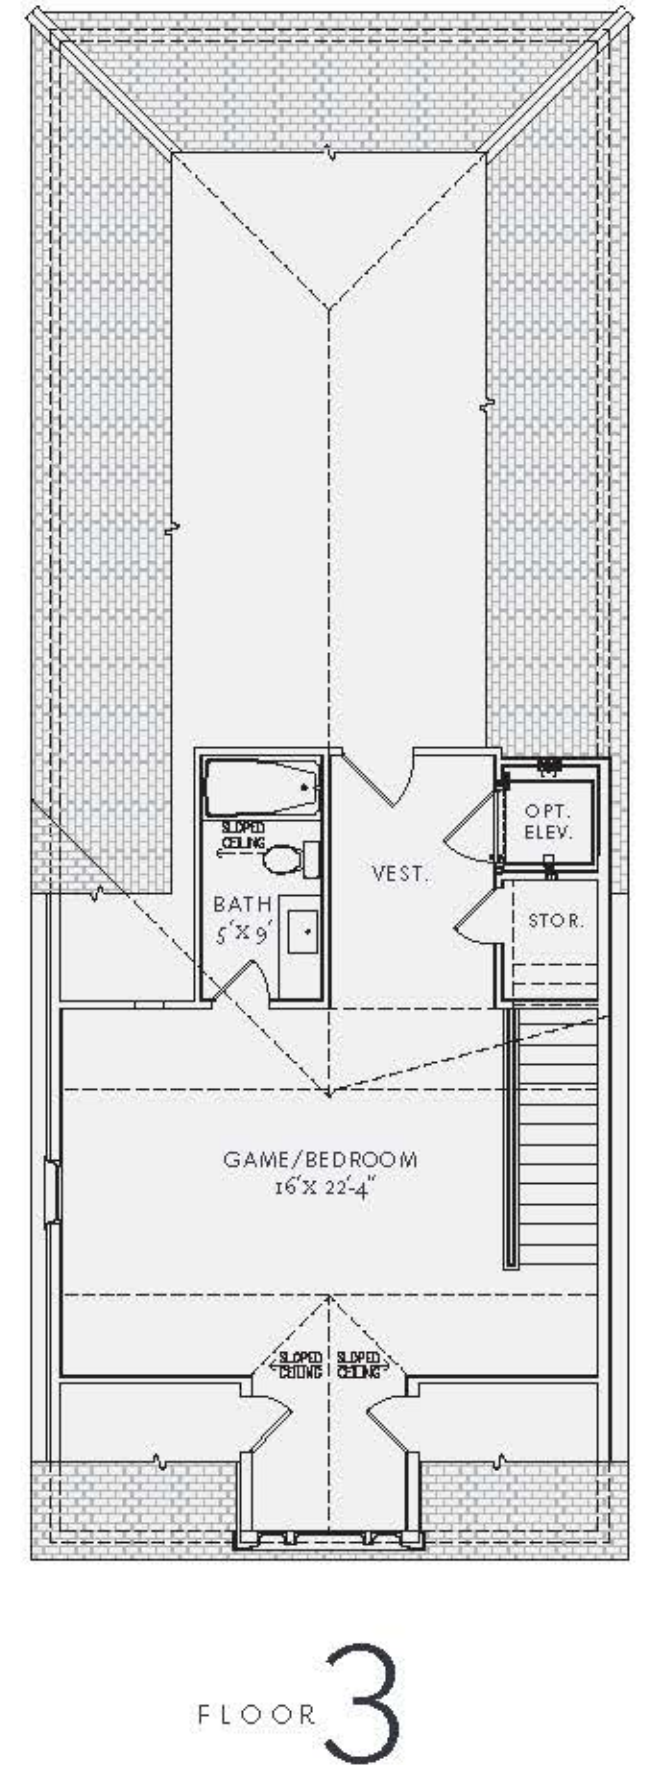 OPT.
ELEV.
SLOPED
CEILING
VEST.
BATH
5'X 9'
STOR.
GAME/BEDROOM
16'X 22'-4"
SLOPED SLOPED
CEILING CEILING
FLOOR 3